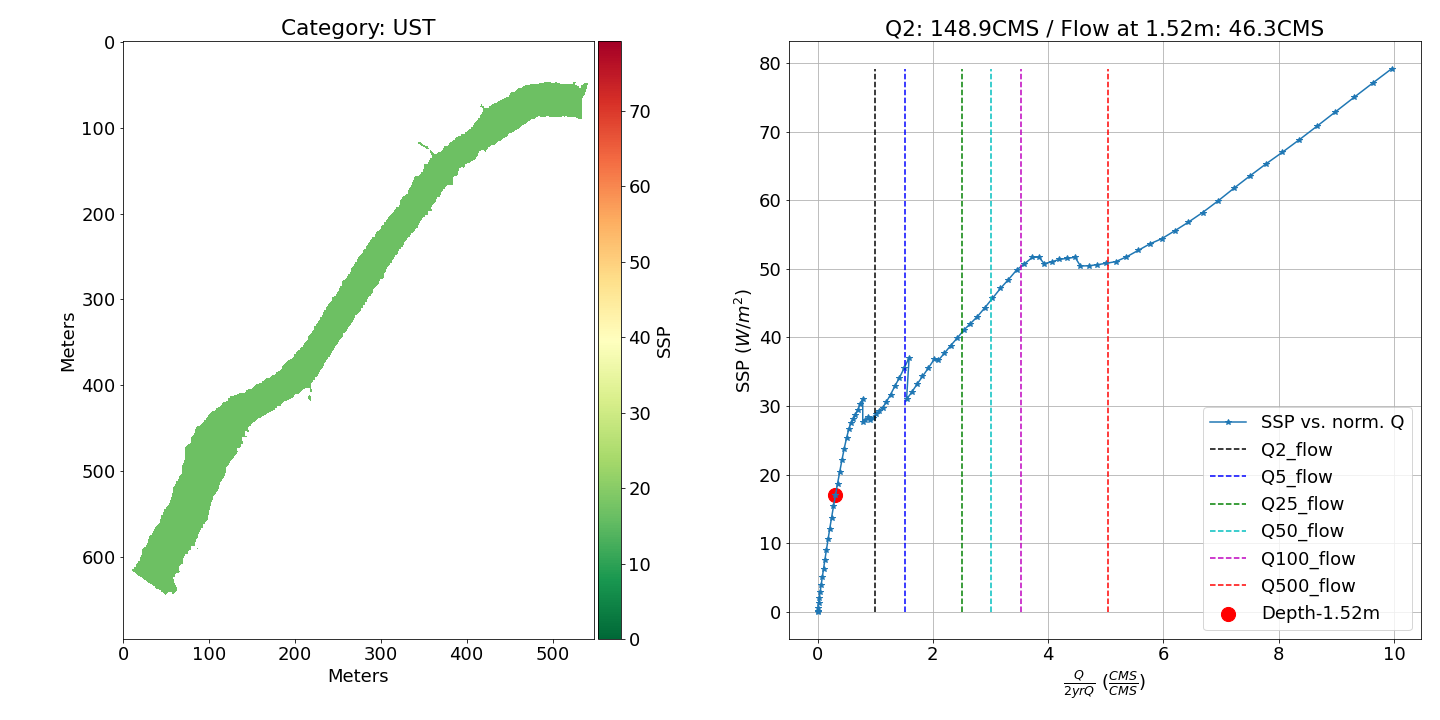 Category: UST
0
100
200
300
400
500
600
Meters
0
100
200
300
400
500
Meters
70
60
50
40
30
20
10
0
SSP
Q2: 148.9CMS / Flow at 1.52m: 46.3CMS
80
70
60
50
40
30
20
10
0
SSP (W/m²)
0
2
4
6
8
10
Q/2yrQ (CMS/CMS)
SSP vs. norm. Q
Q2_flow
Q5_flow
Q25_flow
Q50_flow
Q100_flow
Q500_flow
Depth-1.52m